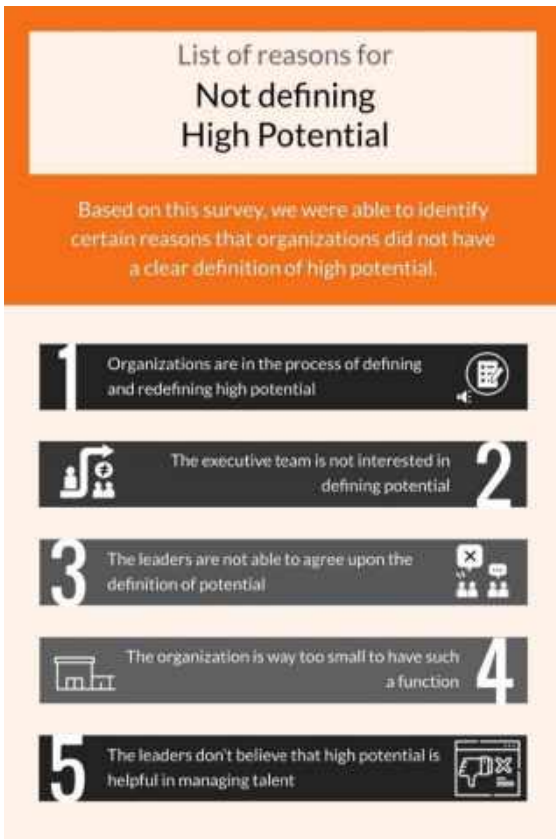 List of reasons for
Not defining
High Potential
Based on this survey, we were able to identify
certain reasons that organizations did not have
a clear definition of high potential.
1
Organizations are in the process of defining
and redefining high potential
The executive team is not interested in
defining potential
2
3
The leaders are not able to agree upon the
definition of potential
The organization is way too small to have such
a function
4
5
The leaders don't believe that high potential is
helpful in managing talent